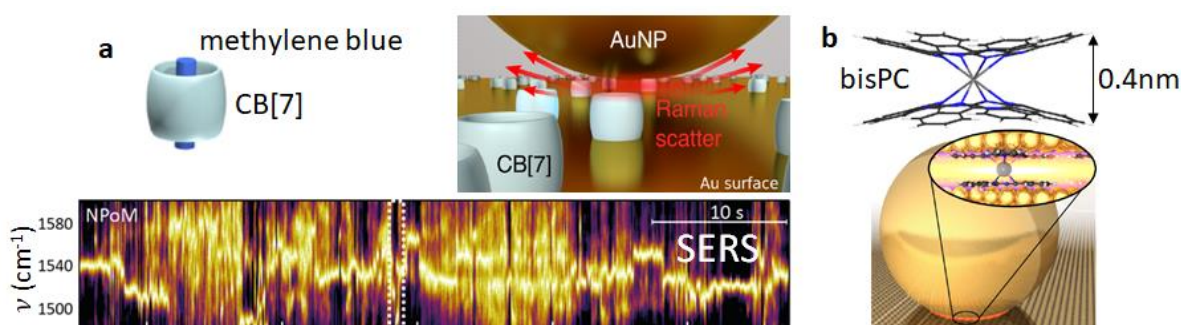 a
methylene blue
CB[7]
AuNP
Raman
scatter
CB[7]
Au surface
b
bisPC
0.4nm
NPoM
10 s
SERS
ν (cm⁻¹)
1580
1540
1500